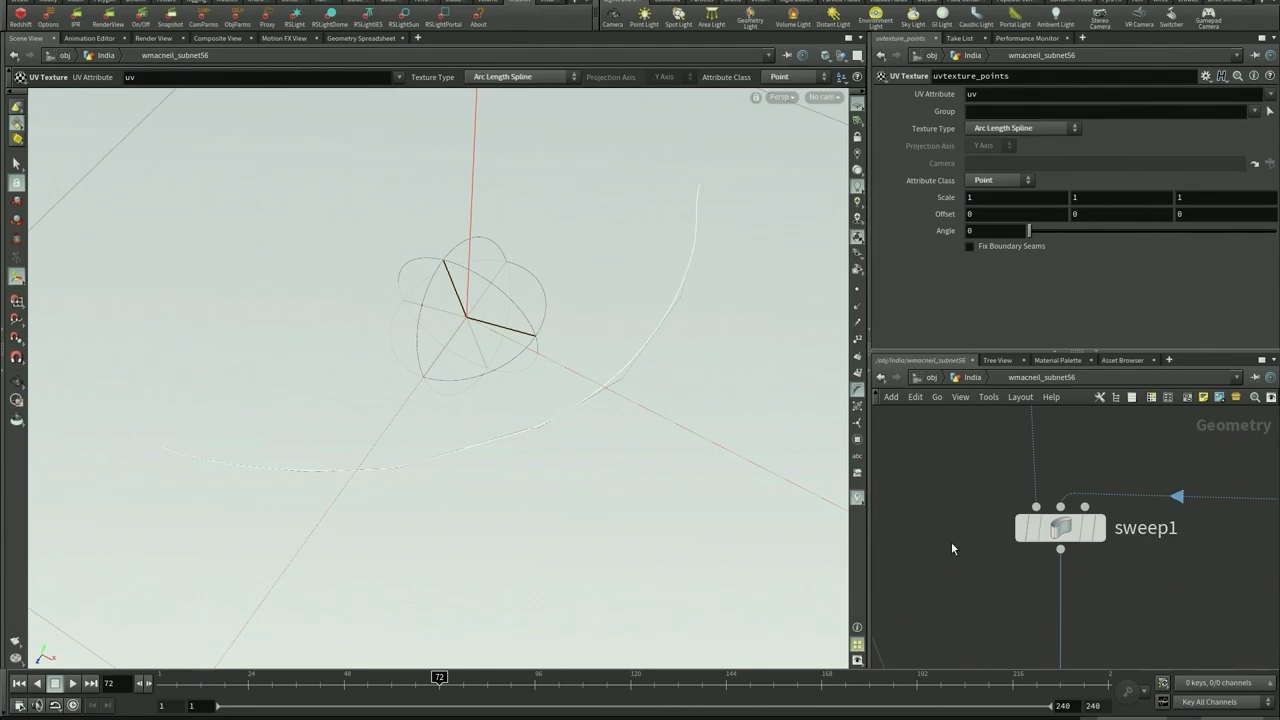 Redshift
Options
IPR
RenderView
On/Off
CamParms
ObjParms
Proxy
RSLight
RSLightDome
RSLightIES
RSLightSun
RSLightPortal
About
Camera
Point Light
Spot Light
Area Light
Geometry Light
Volume Light
Distant Light
Environment Light
Sky Light
GI Light
Caustic Light
Portal Light
Ambient Light
Stereo Camera
VR Camera
Switcher
Gamepad Camera
Scene View
Animation Editor
Render View
Composite View
Motion FX View
Geometry Spreadsheet
obj India wmacneil_subnet56
UV Texture UV Attribute uv Texture Type Arc Length Spline Projection Axis Y Axis Attribute Class Point
Persp No cam
uvtexture_points
Take List
Performance Monitor
obj India wmacneil_subnet56
UV Texture uvtexture_points
UV Attribute uv
Group
Texture Type Arc Length Spline
Projection Axis Y Axis
Camera
Attribute Class Point
Scale 1 1 1
Offset 0 0 0
Angle 0
Fix Boundary Seams
/obj/India/wmacneil_subnet56
Tree View
Material Palette
Asset Browser
obj India wmacneil_subnet56
Add Edit Go View Tools Layout Help
Geometry
sweep1
abc
72
1 24 48 72 96 120 144 168 192 216 2
1 1 240 240
0 keys, 0/0 channels
Key All Channels